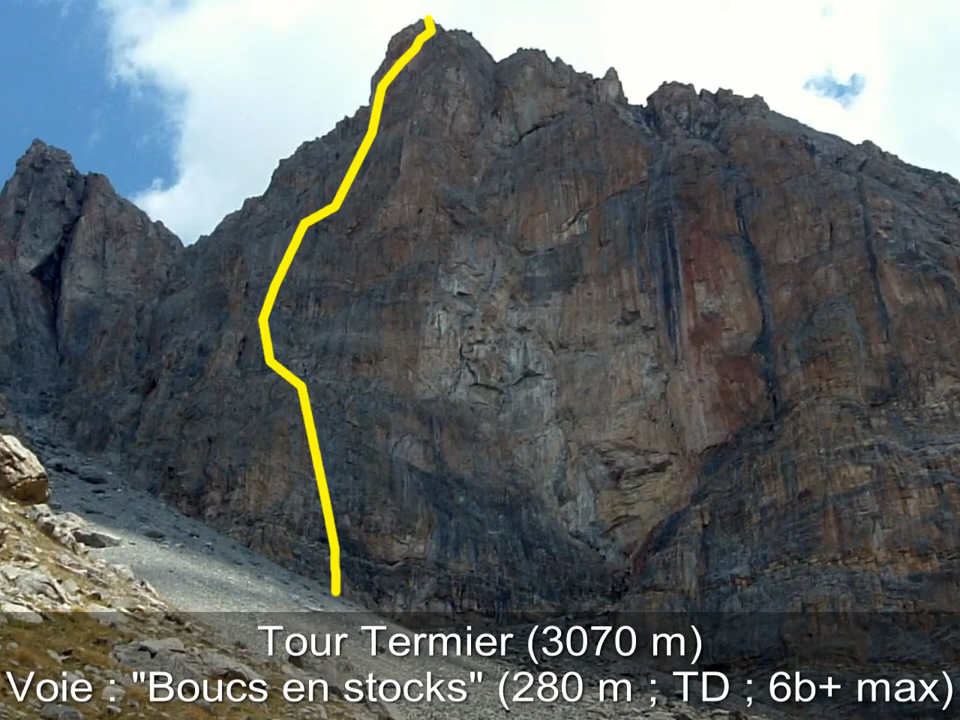 Tour Termier (3070 m)
Voie : "Boucs en stocks" (280 m ; TD ; 6b+ max)